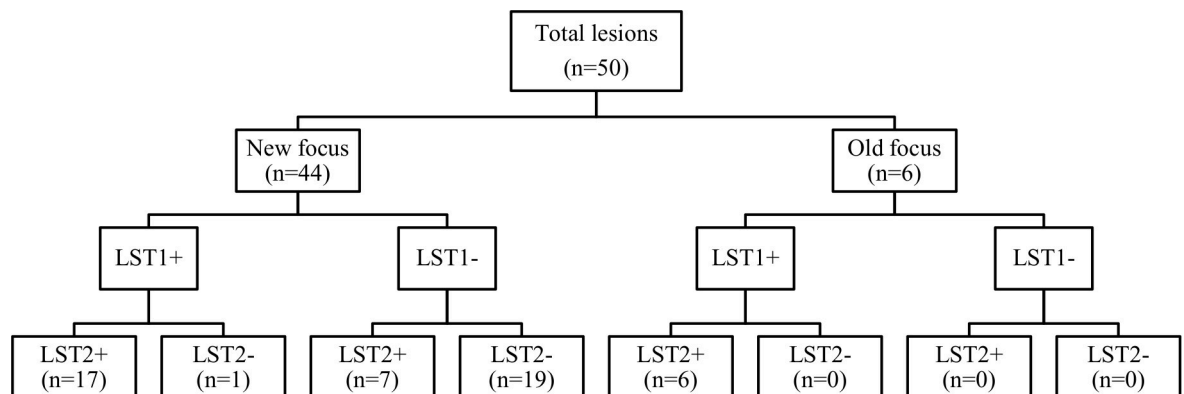 Total lesions
(n=50)
New focus
(n=44)
Old focus
(n=6)
LST1+
LST1-
LST1+
LST1-
LST2+
(n=17)
LST2-
(n=1)
LST2+
(n=7)
LST2-
(n=19)
LST2+
(n=6)
LST2-
(n=0)
LST2+
(n=0)
LST2-
(n=0)